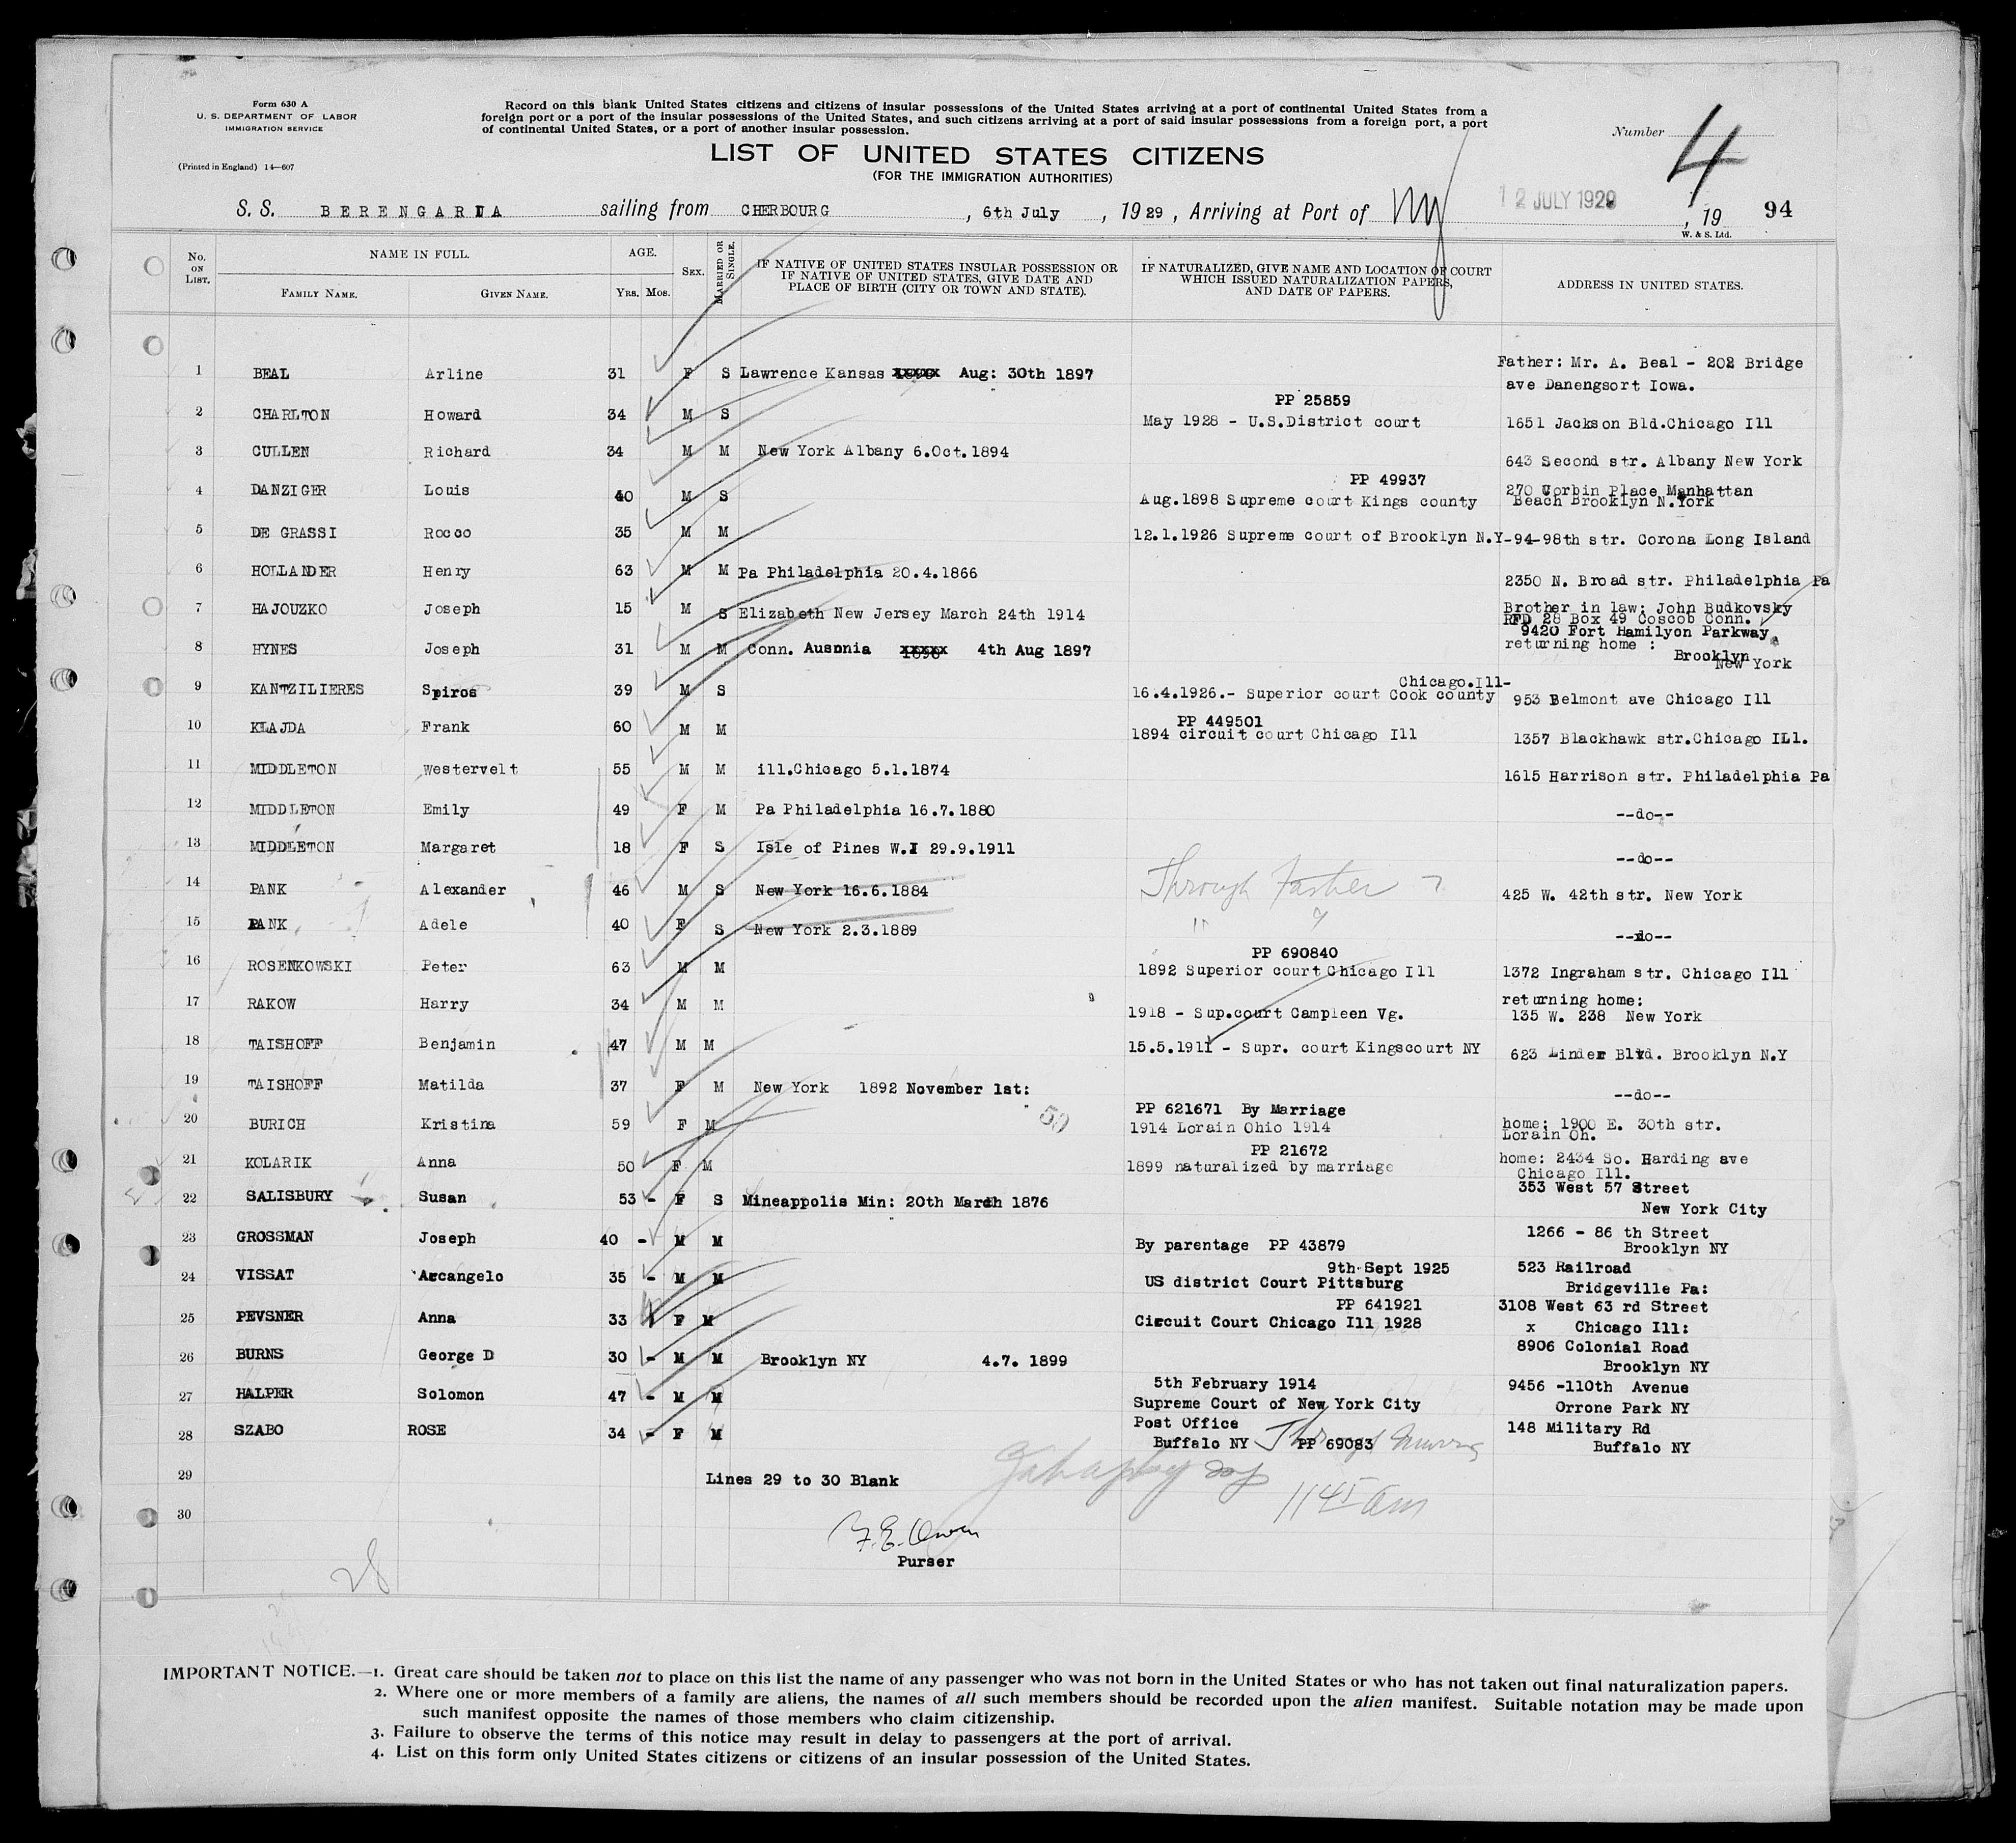 Form 630 A
U. S. DEPARTMENT OF LABOR
IMMIGRATION SERVICE
(Printed in England) 14—607
Record on this blank United States citizens and citizens of insular possessions of the United States arriving at a port of continental United States from a
foreign port or a port of the insular possessions of the United States, and such citizens arriving at a port of said insular possessions from a foreign port, a port
of continental United States, or a port of another insular possession.
Number 4
LIST OF UNITED STATES CITIZENS
(FOR THE IMMIGRATION AUTHORITIES)
S. S. BERENGARIA sailing from CHERBOURG, 6th July, 1929, Arriving at Port of NY 12 JULY 1929, 19 94
W. & S. Ltd.
No. ON LIST.
NAME IN FULL.
FAMILY NAME. GIVEN NAME.
AGE.
YRS. MOS.
SEX.
MARRIED OR SINGLE.
IF NATIVE OF UNITED STATES INSULAR POSSESSION OR
IF NATIVE OF UNITED STATES, GIVE DATE AND
PLACE OF BIRTH (CITY OR TOWN AND STATE).
IF NATURALIZED, GIVE NAME AND LOCATION OF COURT
WHICH ISSUED NATURALIZATION PAPERS,
AND DATE OF PAPERS.
ADDRESS IN UNITED STATES.
1 BEAL Arline 31 F S Lawrence Kansas Aug: 30th 1897 Father: Mr. A. Beal - 202 Bridge
ave Danengsort Iowa.
PP 25859
2 CHARLTON Howard 34 M S May 1928 - U.S.District court 1651 Jackson Bld.Chicago Ill
3 CULLEN Richard 34 M M New York Albany 6.Oct.1894 643 Second str. Albany New York
PP 49937
4 DANZIGER Louis 40 M S Aug.1898 Supreme court Kings county 270 Corbin Place Manhattan
Beach Brooklyn N.York
5 DE GRASSI Rocco 35 M M 12.1.1926 Supreme court of Brooklyn N.Y-94-98th str. Corona Long Island
6 HOLLANDER Henry 63 M M Pa Philadelphia 20.4.1866 2350 N. Broad str. Philadelphia Pa
7 HAJOUZKO Joseph 15 M S Elizabeth New Jersey March 24th 1914 Brother in law: John Budkovsky
RFD 28 Box 49 Coscob Conn.
9420 Fort Hamilyon Parkway
8 HYNES Joseph 31 M M Conn. Ausonia 4th Aug 1897 returning home :
Brooklyn
New York
Chicago.Ill-
9 KANTZILIERES Spiros 39 M S 16.4.1926.- Superior court Cook county 953 Belmont ave Chicago Ill
PP 449501
10 KLAJDA Frank 60 M M 1894 circuit court Chicago Ill 1357 Blackhawk str.Chicago Ill.
11 MIDDLETON Westervelt 55 M M ill.Chicago 5.1.1874 1615 Harrison str. Philadelphia Pa
12 MIDDLETON Emily 49 F M Pa Philadelphia 16.7.1880 --do--
13 MIDDLETON Margaret 18 F S Isle of Pines W.I 29.9.1911 --do--
14 PANK Alexander 46 M S New York 16.6.1884 Through Father 425 W. 42th str. New York
15 PANK Adele 40 F S New York 2.3.1889 " --do--
PP 690840
16 ROSENKOWSKI Peter 63 M M 1892 Superior court Chicago Ill 1372 Ingraham str. Chicago Ill
17 RAKOW Harry 34 M M 1918 - Sup.court Campleen Vg. returning home:
135 W. 238 New York
18 TAISHOFF Benjamin 47 M M 15.5.1911 - Supr. court Kingscourt NY 623 Linder Blvd. Brooklyn N.Y
19 TAISHOFF Matilda 37 F M New York 1892 November 1st: --do--
50
PP 621671 By Marriage
20 BURICH Kristina 59 F M 1914 Lorain Ohio 1914 home: 1900 E. 30th str.
Lorain Oh.
PP 21672
21 KOLARIK Anna 50 F M 1899 naturalized by marriage home: 2434 So. Harding ave
Chicago Ill.
22 SALISBURY Susan 53 - F S Mineappolis Min: 20th March 1876 353 West 57 Street
New York City
23 GROSSMAN Joseph 40 - M M By parentage PP 43879 1266 - 86 th Street
Brooklyn NY
9th Sept 1925
24 VISSAT Arcangelo 35 - M M US district Court Pittsburg 523 Railroad
Bridgeville Pa:
PP 641921
25 PEVSNER Anna 33 F M Circuit Court Chicago Ill 1928 3108 West 63 rd Street
x Chicago Ill:
26 BURNS George D 30 - M M Brooklyn NY 4.7. 1899 8906 Colonial Road
Brooklyn NY
5th February 1914
27 HALPER Solomon 47 - M M Supreme Court of New York City 9456 -110th Avenue
Orrone Park NY
28 SZABO ROSE 34 - F M Post Office
Buffalo NY PP 69083 148 Military Rd
Buffalo NY
29 Lines 29 to 30 Blank
11 45 am
30
F. E. Owen
Purser
28
IMPORTANT NOTICE.—1. Great care should be taken not to place on this list the name of any passenger who was not born in the United States or who has not taken out final naturalization papers.
2. Where one or more members of a family are aliens, the names of all such members should be recorded upon the alien manifest. Suitable notation may be made upon
such manifest opposite the names of those members who claim citizenship.
3. Failure to observe the terms of this notice may result in delay to passengers at the port of arrival.
4. List on this form only United States citizens or citizens of an insular possession of the United States.